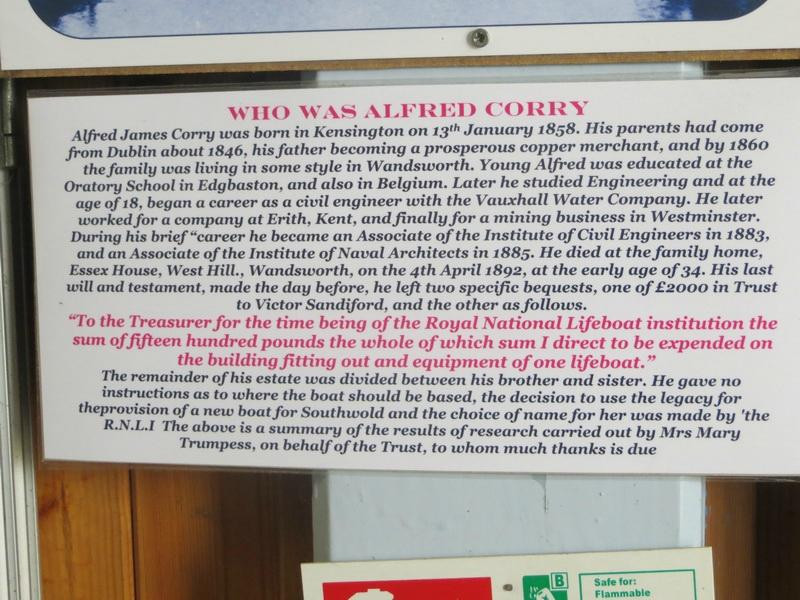 WHO WAS ALFRED CORRY
Alfred James Corry was born in Kensington on 13th January 1858. His parents had come
from Dublin about 1846, his father becoming a prosperous copper merchant, and by 1860
the family was living in some style in Wandsworth. Young Alfred was educated at the
Oratory School in Edgbaston, and also in Belgium. Later he studied Engineering and at the
age of 18, began a career as a civil engineer with the Vauxhall Water Company. He later
worked for a company at Erith, Kent, and finally for a mining business in Westminster.
During his brief “career he became an Associate of the Institute of Civil Engineers in 1883,
and an Associate of the Institute of Naval Architects in 1885. He died at the family home,
Essex House, West Hill., Wandsworth, on the 4th April 1892, at the early age of 34. His last
will and testament, made the day before, he left two specific bequests, one of £2000 in Trust
to Victor Sandiford, and the other as follows.
“To the Treasurer for the time being of the Royal National Lifeboat institution the
sum of fifteen hundred pounds the whole of which sum I direct to be expended on
the building fitting out and equipment of one lifeboat.”
The remainder of his estate was divided between his brother and sister. He gave no
instructions as to where the boat should be based, the decision to use the legacy for
theprovision of a new boat for Southwold and the choice of name for her was made by 'the
R.N.L.I The above is a summary of the results of research carried out by Mrs Mary
Trumpess, on behalf of the Trust, to whom much thanks is due
B
Safe for:
Flammable